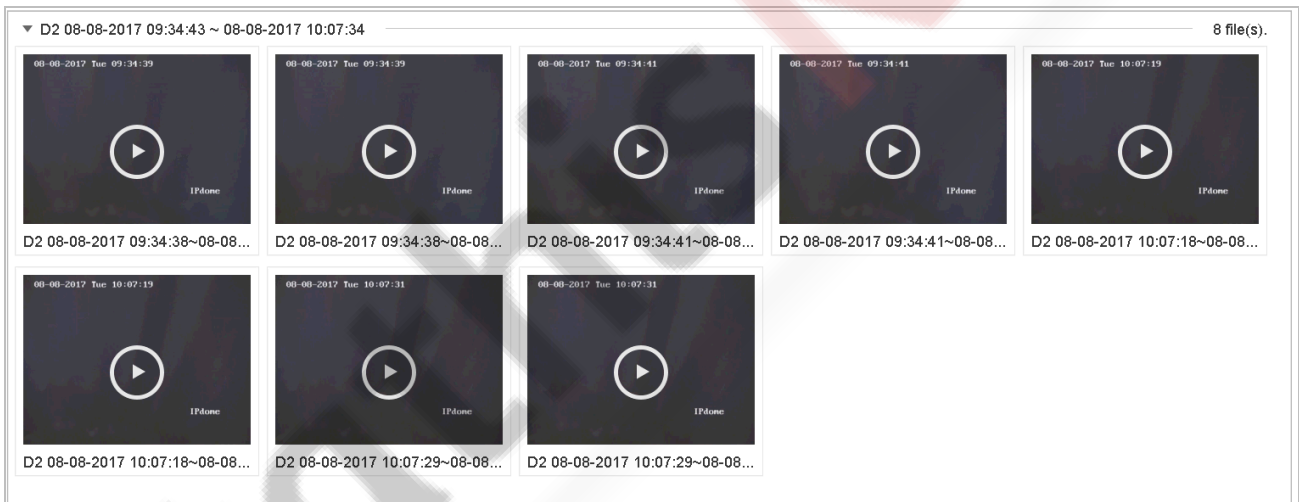 D2 08-08-2017 09:34:43 ~ 08-08-2017 10:07:34 8 file(s).
08-08-2017 Tue 09:34:39 08-08-2017 Tue 09:34:39 08-08-2017 Tue 09:34:41 08-08-2017 Tue 09:34:41 08-08-2017 Tue 10:07:19
IPdome IPdome IPdome IPdome IPdome
D2 08-08-2017 09:34:38~08-08... D2 08-08-2017 09:34:38~08-08... D2 08-08-2017 09:34:41~08-08... D2 08-08-2017 09:34:41~08-08... D2 08-08-2017 10:07:18~08-08...
08-08-2017 Tue 10:07:19 08-08-2017 Tue 10:07:31 08-08-2017 Tue 10:07:31
IPdome IPdome IPdome
D2 08-08-2017 10:07:18~08-08... D2 08-08-2017 10:07:29~08-08... D2 08-08-2017 10:07:29~08-08...